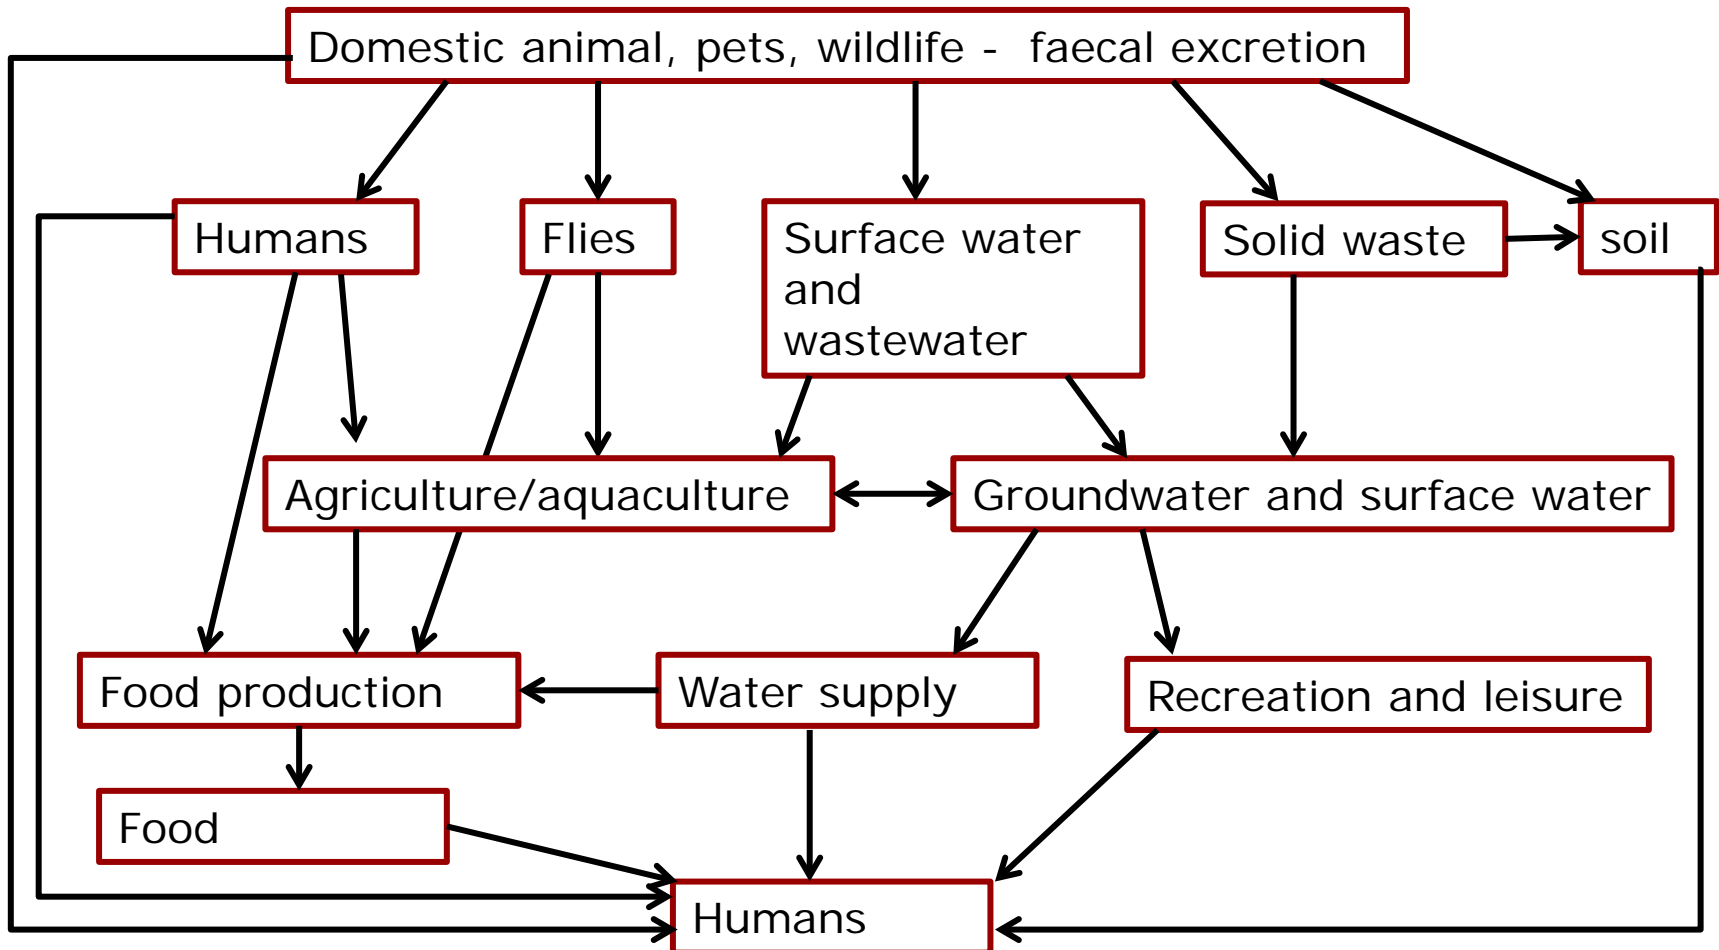 Domestic animal, pets, wildlife - faecal excretion
Humans
Flies
Surface water
and
wastewater
Solid waste
soil
Agriculture/aquaculture
Groundwater and surface water
Food production
Water supply
Recreation and leisure
Food
Humans